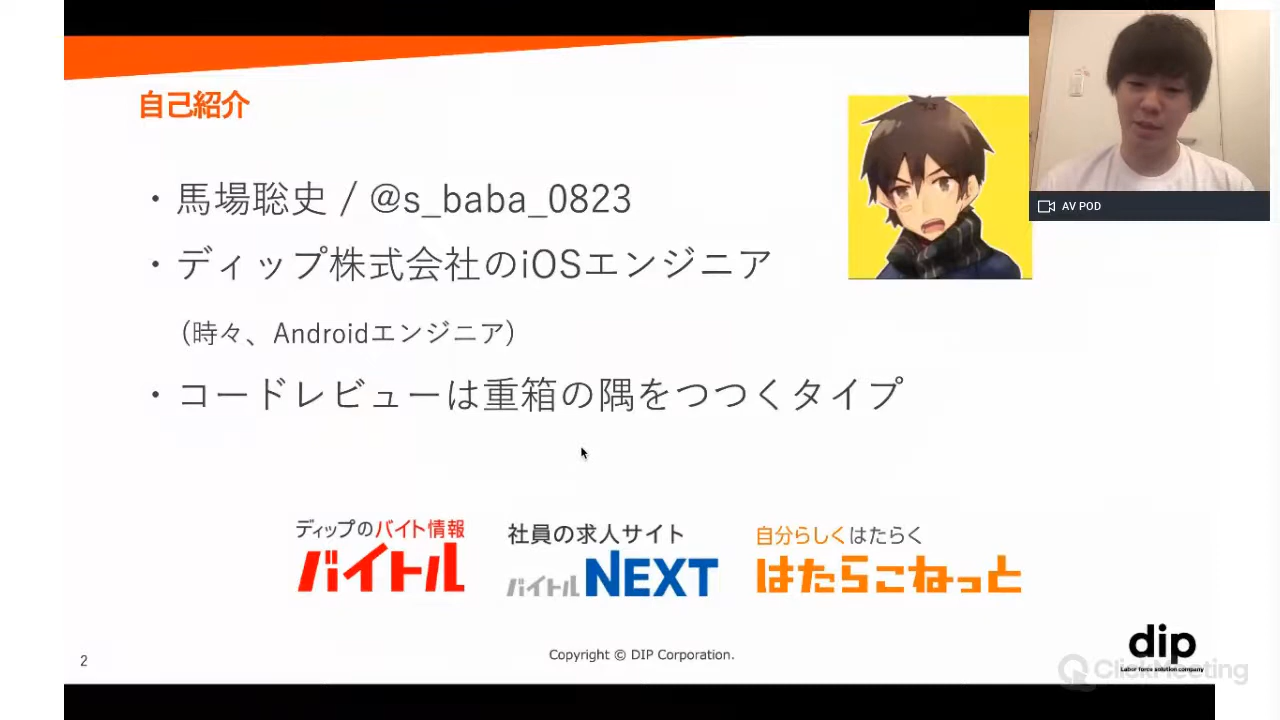 自己紹介
・馬場聡史 / @s_baba_0823
・ディップ株式会社のiOSエンジニア
（時々、Androidエンジニア）
・コードレビューは重箱の隅をつつくタイプ
AV POD
ディップのバイト情報
バイトル
社員の求人サイト
バイトルNEXT
自分らしくはたらく
はたらこねっと
dip
Labor force solution company
ClickMeeting
2
Copyright © DIP Corporation.